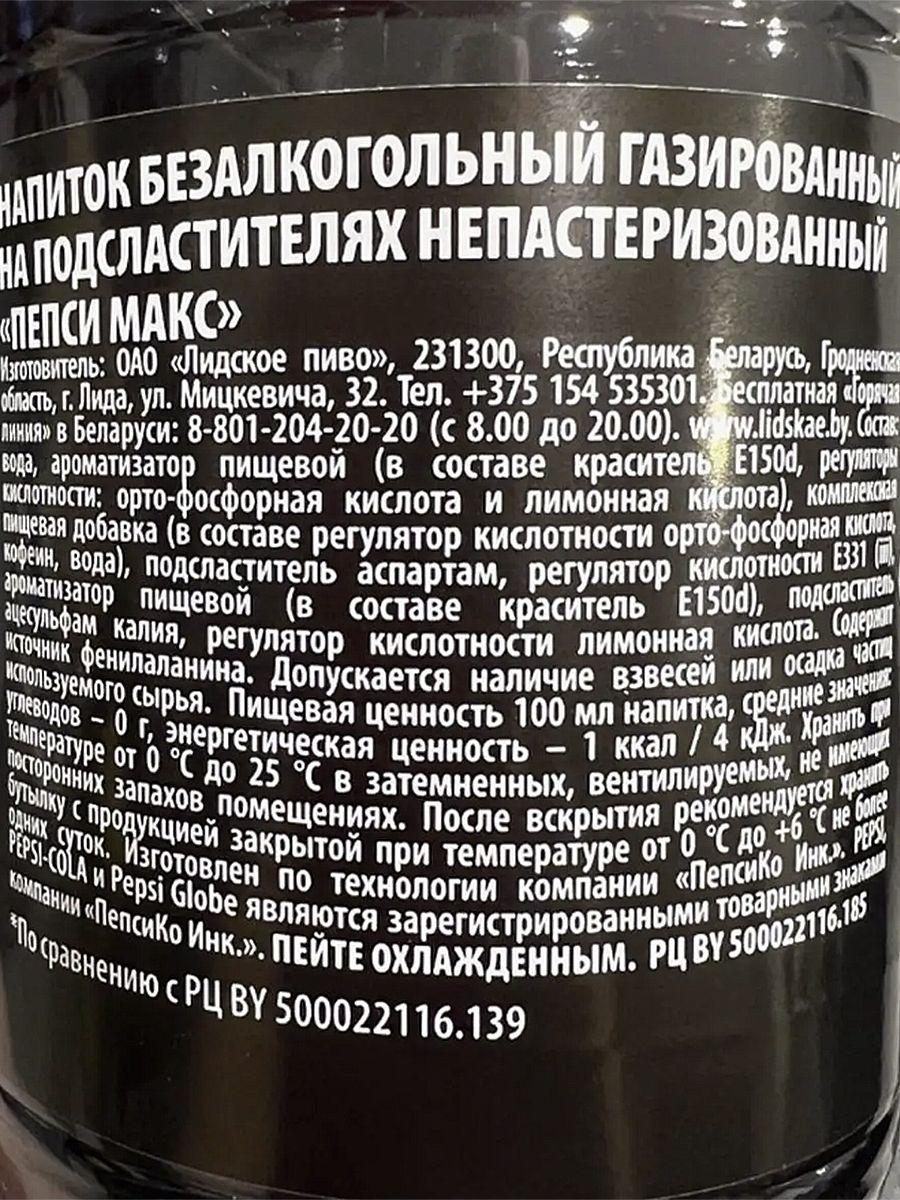 НАПИТОК БЕЗАЛКОГОЛЬНЫЙ ГАЗИРОВАННЫЙ
НА ПОДСЛАСТИТЕЛЯХ НЕПАСТЕРИЗОВАННЫЙ
«ПЕПСИ МАКС»
Изготовитель: ОАО «Лидское пиво», 231300, Республика Беларусь, Гродненская
область, г. Лида, ул. Мицкевича, 32. Тел. +375 154 535301. Бесплатная «Горячая
линия» в Беларуси: 8-801-204-20-20 (с 8.00 до 20.00). www.lidskae.by. Состав:
вода, ароматизатор пищевой (в составе краситель Е150d, регуляторы
кислотности: орто-фосфорная кислота и лимонная кислота), комплексная
пищевая добавка (в составе регулятор кислотности орто-фосфорная кислота,
кофеин, вода), подсластитель аспартам, регулятор кислотности Е331 (iii),
ароматизатор пищевой (в составе краситель Е150d), подсластитель
ацесульфам калия, регулятор кислотности лимонная кислота. Содержит
источник фенилаланина. Допускается наличие взвесей или осадка частиц
используемого сырья. Пищевая ценность 100 мл напитка, средние значения:
углеводов – 0 г, энергетическая ценность – 1 ккал / 4 кДж. Хранить при
температуре от 0 °С до 25 °С в затемненных, вентилируемых, не имеющих
посторонних запахов помещениях. После вскрытия рекомендуется хранить
бутылку с продукцией закрытой при температуре от 0 °С до +6 °С не более
одних суток. Изготовлен по технологии компании «ПепсиКо Инк.». PEPSI,
PEPSI-COLA и Pepsi Globe являются зарегистрированными товарными знаками
компании «ПепсиКо Инк.». ПЕЙТЕ ОХЛАЖДЕННЫМ. РЦ BY 500022116.185
*По сравнению с РЦ BY 500022116.139